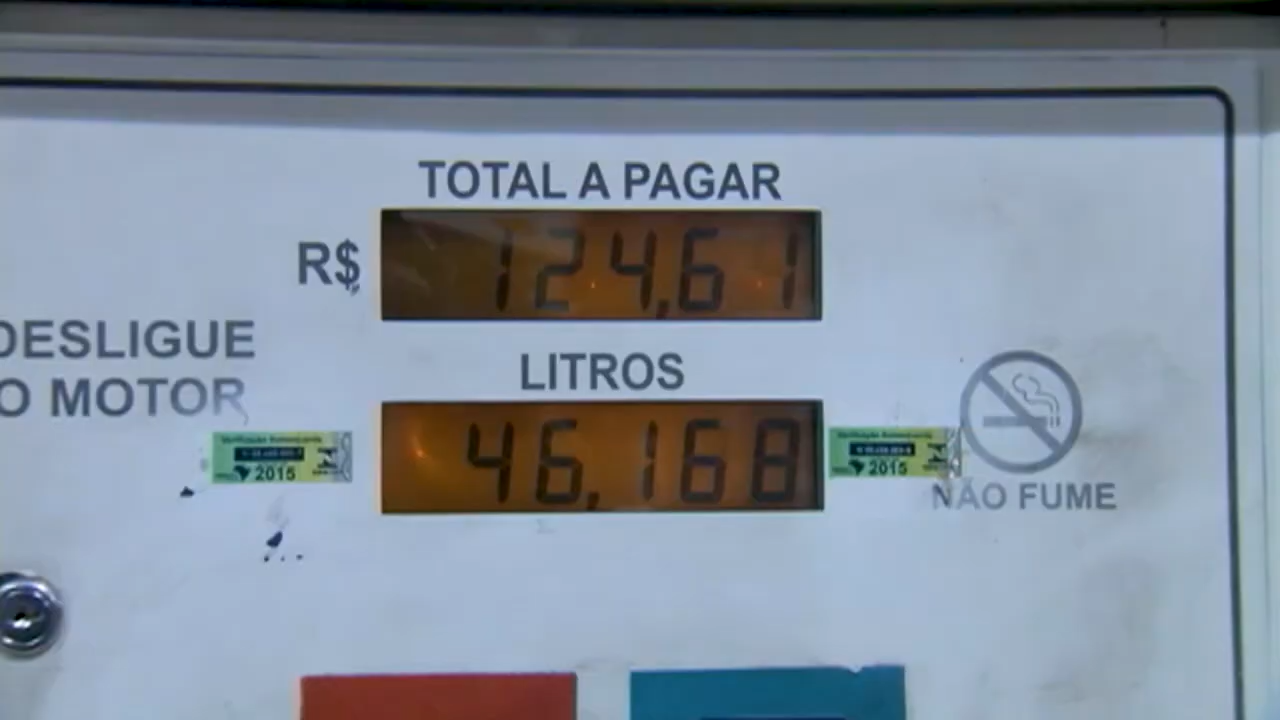 TOTAL A PAGAR
R$ 124,61
DESLIGUE
O MOTOR
LITROS
46,168
2015
2015
NÃO FUME